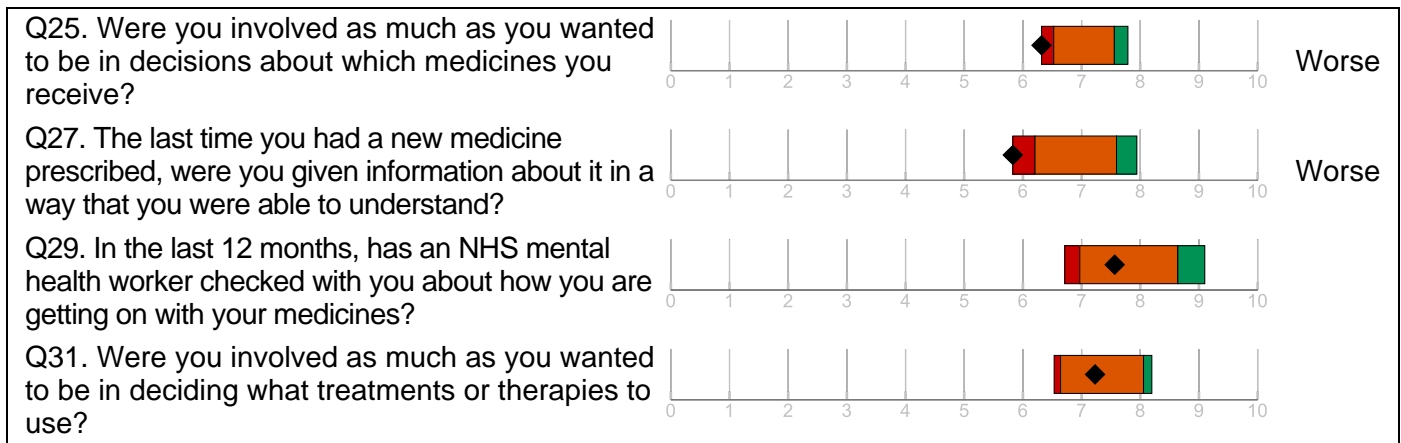 Q25. Were you involved as much as you wanted
to be in decisions about which medicines you
receive?
0 1 2 3 4 5 6 7 8 9 10
Worse
Q27. The last time you had a new medicine
prescribed, were you given information about it in a
way that you were able to understand?
0 1 2 3 4 5 6 7 8 9 10
Worse
Q29. In the last 12 months, has an NHS mental
health worker checked with you about how you are
getting on with your medicines?
0 1 2 3 4 5 6 7 8 9 10
Q31. Were you involved as much as you wanted
to be in deciding what treatments or therapies to
use?
0 1 2 3 4 5 6 7 8 9 10